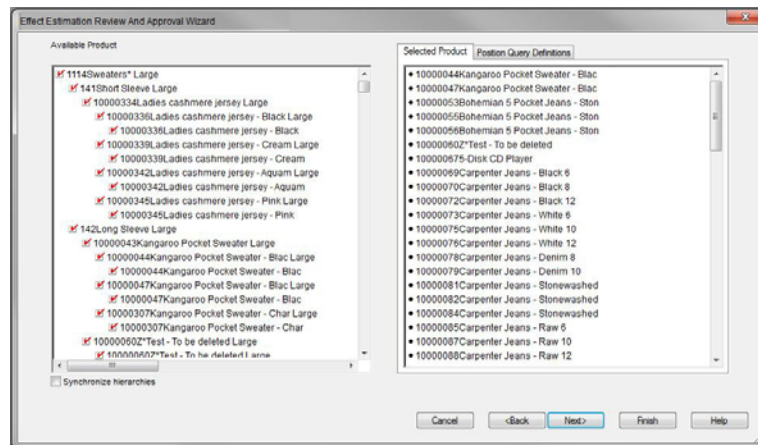 Effect Estimation Review And Approval Wizard
Available Product
1114Sweaters* Large
141Short Sleeve Large
10000334Ladies cashmere jersey Large
10000336Ladies cashmere jersey - Black Large
10000336Ladies cashmere jersey - Black
10000339Ladies cashmere jersey - Cream Large
10000339Ladies cashmere jersey - Cream
10000342Ladies cashmere jersey - Aquam Large
10000342Ladies cashmere jersey - Aquam
10000345Ladies cashmere jersey - Pink Large
10000345Ladies cashmere jersey - Pink
142Long Sleeve Large
10000043Kangaroo Pocket Sweater Large
10000044Kangaroo Pocket Sweater - Blac Large
10000044Kangaroo Pocket Sweater - Blac
10000047Kangaroo Pocket Sweater - Blac Large
10000047Kangaroo Pocket Sweater - Blac
10000307Kangaroo Pocket Sweater - Char Large
10000307Kangaroo Pocket Sweater - Char
10000060Z*Test - To be deleted Large
10000060Z*Test - To be deleted Large
Synchronize hierarchies
Selected Product
Position Query Definitions
10000044Kangaroo Pocket Sweater - Blac
10000047Kangaroo Pocket Sweater - Blac
10000053Bohemian 5 Pocket Jeans - Ston
10000055Bohemian 5 Pocket Jeans - Ston
10000056Bohemian 5 Pocket Jeans - Ston
10000060Z*Test - To be deleted
100000675-Disk CD Player
10000069Carpenter Jeans - Black 6
10000070Carpenter Jeans - Black 8
10000072Carpenter Jeans - Black 12
10000073Carpenter Jeans - White 6
10000075Carpenter Jeans - White 10
10000076Carpenter Jeans - White 12
10000078Carpenter Jeans - Denim 8
10000079Carpenter Jeans - Denim 10
10000081Carpenter Jeans - Stonewashed
10000082Carpenter Jeans - Stonewashed
10000084Carpenter Jeans - Stonewashed
10000085Carpenter Jeans - Raw 6
10000087Carpenter Jeans - Raw 10
10000088Carpenter Jeans - Raw 12
Cancel
<Back
Next>
Finish
Help